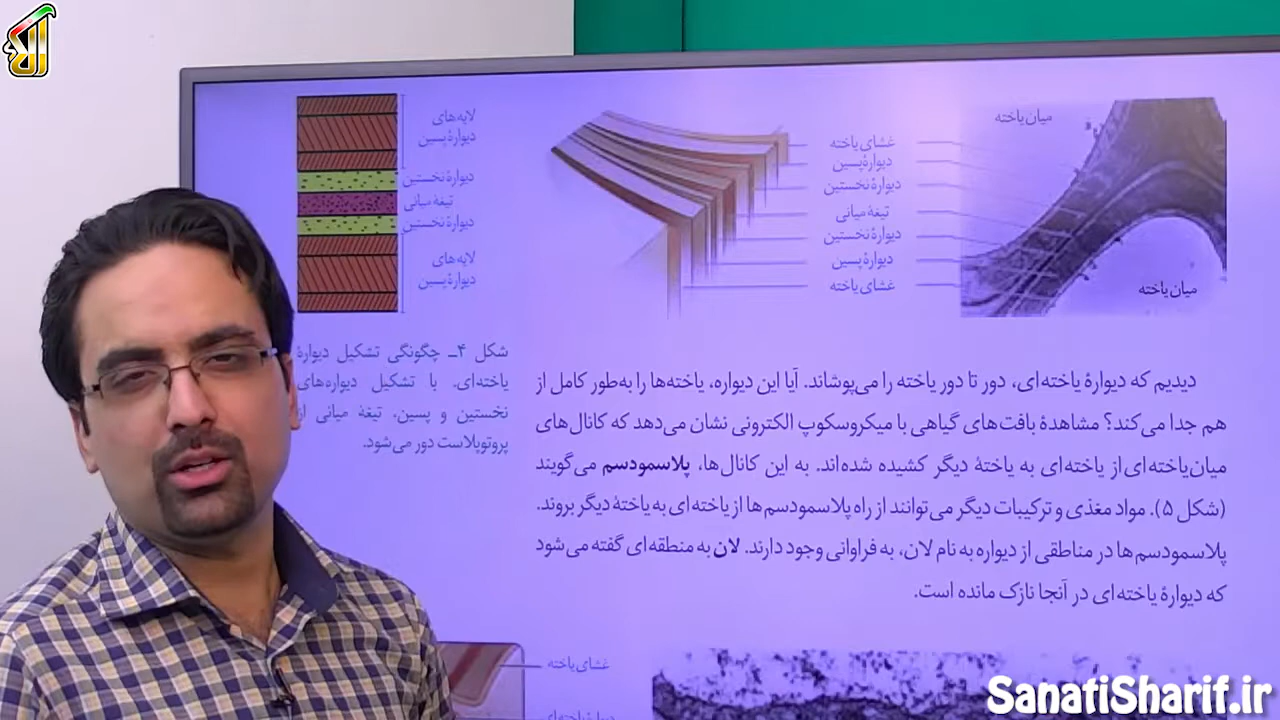 آلاء
لایه‌های
دیوارهٔ پسین
دیوارهٔ نخستین
تیغهٔ میانی
دیوارهٔ نخستین
لایه‌های
دیوارهٔ پسین
غشای یاخته
دیوارهٔ پسین
دیوارهٔ نخستین
تیغهٔ میانی
دیوارهٔ نخستین
دیوارهٔ پسین
غشای یاخته
میان یاخته
میان یاخته
شکل ۴ـ چگونگی تشکیل دیوارهٔ
یاخته‌ای. با تشکیل دیواره‌های
نخستین و پسین، تیغهٔ میانی از
پروتوپلاست دور می‌شود.
دیدیم که دیوارهٔ یاخته‌ای، دور تا دور یاخته را می‌پوشاند. آیا این دیواره، یاخته‌ها را به‌طور کامل از
هم جدا می‌کند؟ مشاهدهٔ بافت‌های گیاهی با میکروسکوپ الکترونی نشان می‌دهد که کانال‌های
میان‌یاخته‌ای از یاخته‌ای به یاختهٔ دیگر کشیده شده‌اند. به این کانال‌ها، پلاسمودسم می‌گویند
(شکل ۵). مواد مغذی و ترکیبات دیگر می‌توانند از راه پلاسمودسم‌ها از یاخته‌ای به یاختهٔ دیگر بروند.
پلاسمودسم‌ها در مناطقی از دیواره به نام لان، به فراوانی وجود دارند. لان به منطقه‌ای گفته می‌شود
که دیوارهٔ یاخته‌ای در آنجا نازک مانده است.
غشای یاخته
SanatiSharif.ir